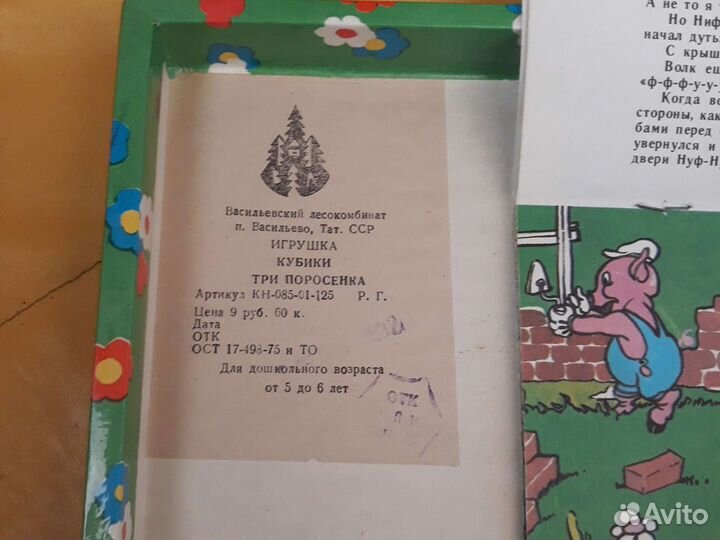 Васильевский лесокомбинат
п. Васильево, Тат. ССР
ИГРУШКА
КУБИКИ
ТРИ ПОРОСЕНКА
Артикул КН-085-01-125 Р. Г.
Цена 9 руб. 60 к.
Дата
ОТК
ОСТ 17-498-75 и ТО
Для дошкольного возраста
от 5 до 6 лет
ОТК
А не то я
Но Ниф
начал дуть
С крыш
Волк ещ
«ф-ф-ф-у-у-у
Когда во
стороны, как
бами перед
увернулся и
двери Нуф-Н
Avito